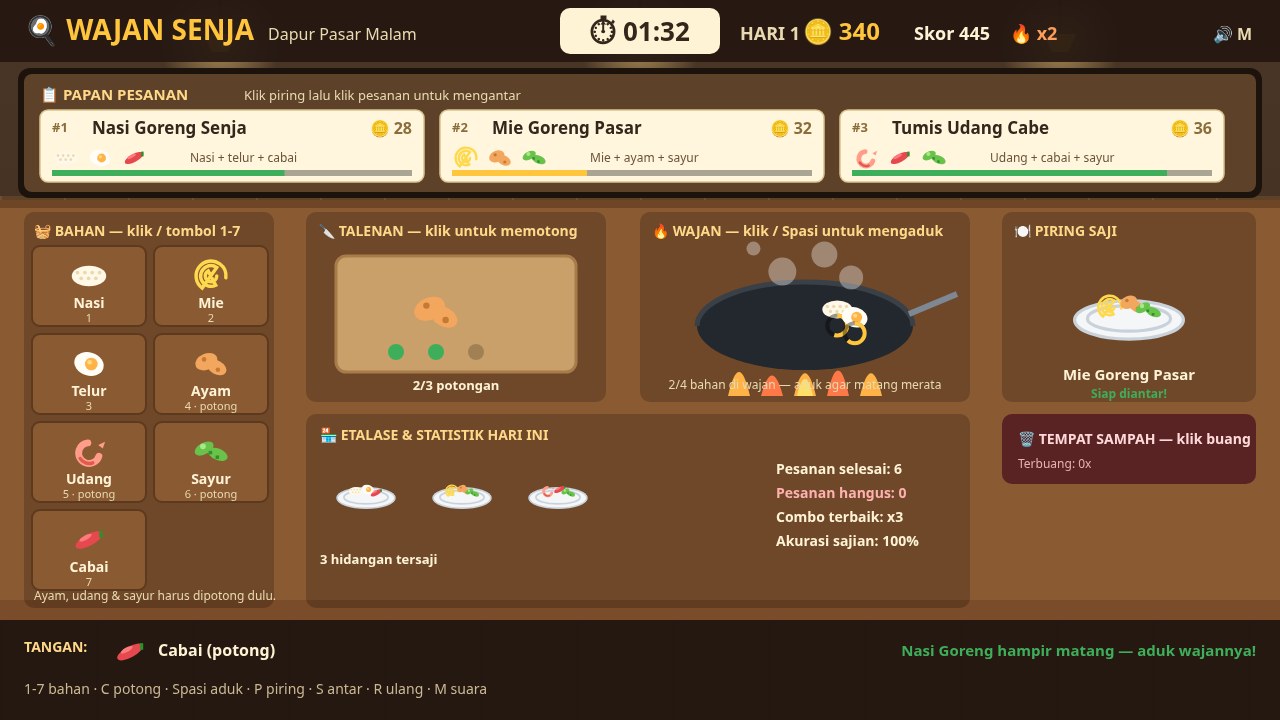 WAJAN SENJA Dapur Pasar Malam 01:32 HARI 1 340 Skor 445 x2 M
PAPAN PESANAN Klik piring lalu klik pesanan untuk mengantar
#1 Nasi Goreng Senja 28
Nasi + telur + cabai
#2 Mie Goreng Pasar 32
Mie + ayam + sayur
#3 Tumis Udang Cabe 36
Udang + cabai + sayur
BAHAN — klik / tombol 1-7
Nasi
1
Mie
2
Telur
3
Ayam
4 · potong
Udang
5 · potong
Sayur
6 · potong
Cabai
7
Ayam, udang & sayur harus dipotong dulu.
TALENAN — klik untuk memotong
2/3 potongan
WAJAN — klik / Spasi untuk mengaduk
2/4 bahan di wajan — aduk agar matang merata
PIRING SAJI
Mie Goreng Pasar
Siap diantar!
ETALASE & STATISTIK HARI INI
3 hidangan tersaji
Pesanan selesai: 6
Pesanan hangus: 0
Combo terbaik: x3
Akurasi sajian: 100%
TEMPAT SAMPAH — klik buang
Terbuang: 0x
TANGAN: Cabai (potong)
Nasi Goreng hampir matang — aduk wajannya!
1-7 bahan · C potong · Spasi aduk · P piring · S antar · R ulang · M suara